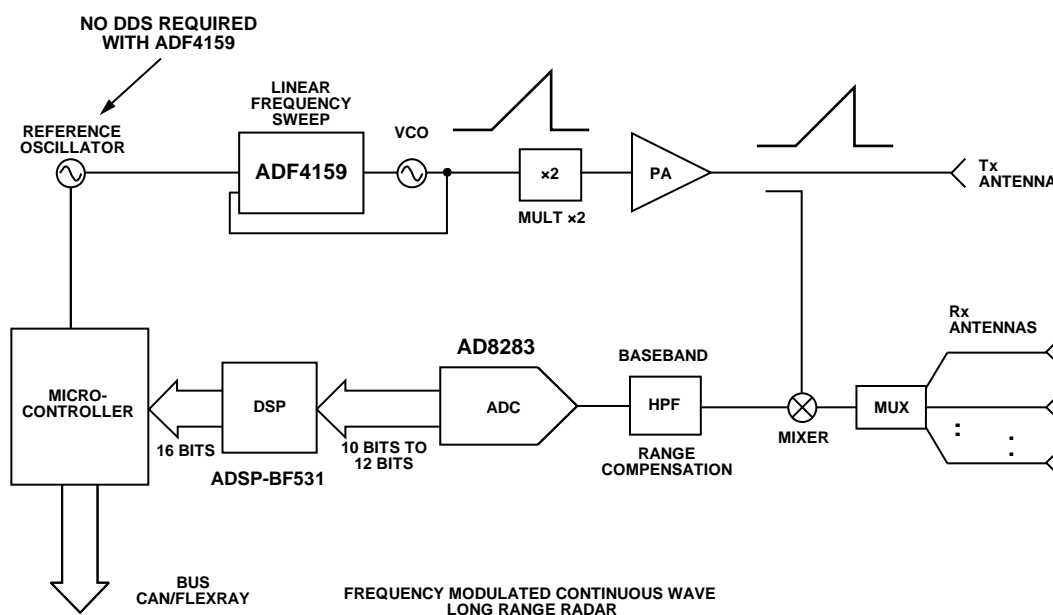 NO DDS REQUIRED
WITH ADF4159
LINEAR
FREQUENCY
SWEEP
REFERENCE
OSCILLATOR
VCO
ADF4159
×2
PA
MULT ×2
Tx
ANTENNA
Rx
ANTENNAS
AD8283
BASEBAND
MICRO-
CONTROLLER
DSP
ADC
HPF
MUX
MIXER
16 BITS
10 BITS TO
12 BITS
RANGE
COMPENSATION
ADSP-BF531
BUS
CAN/FLEXRAY
FREQUENCY MODULATED CONTINUOUS WAVE
LONG RANGE RADAR